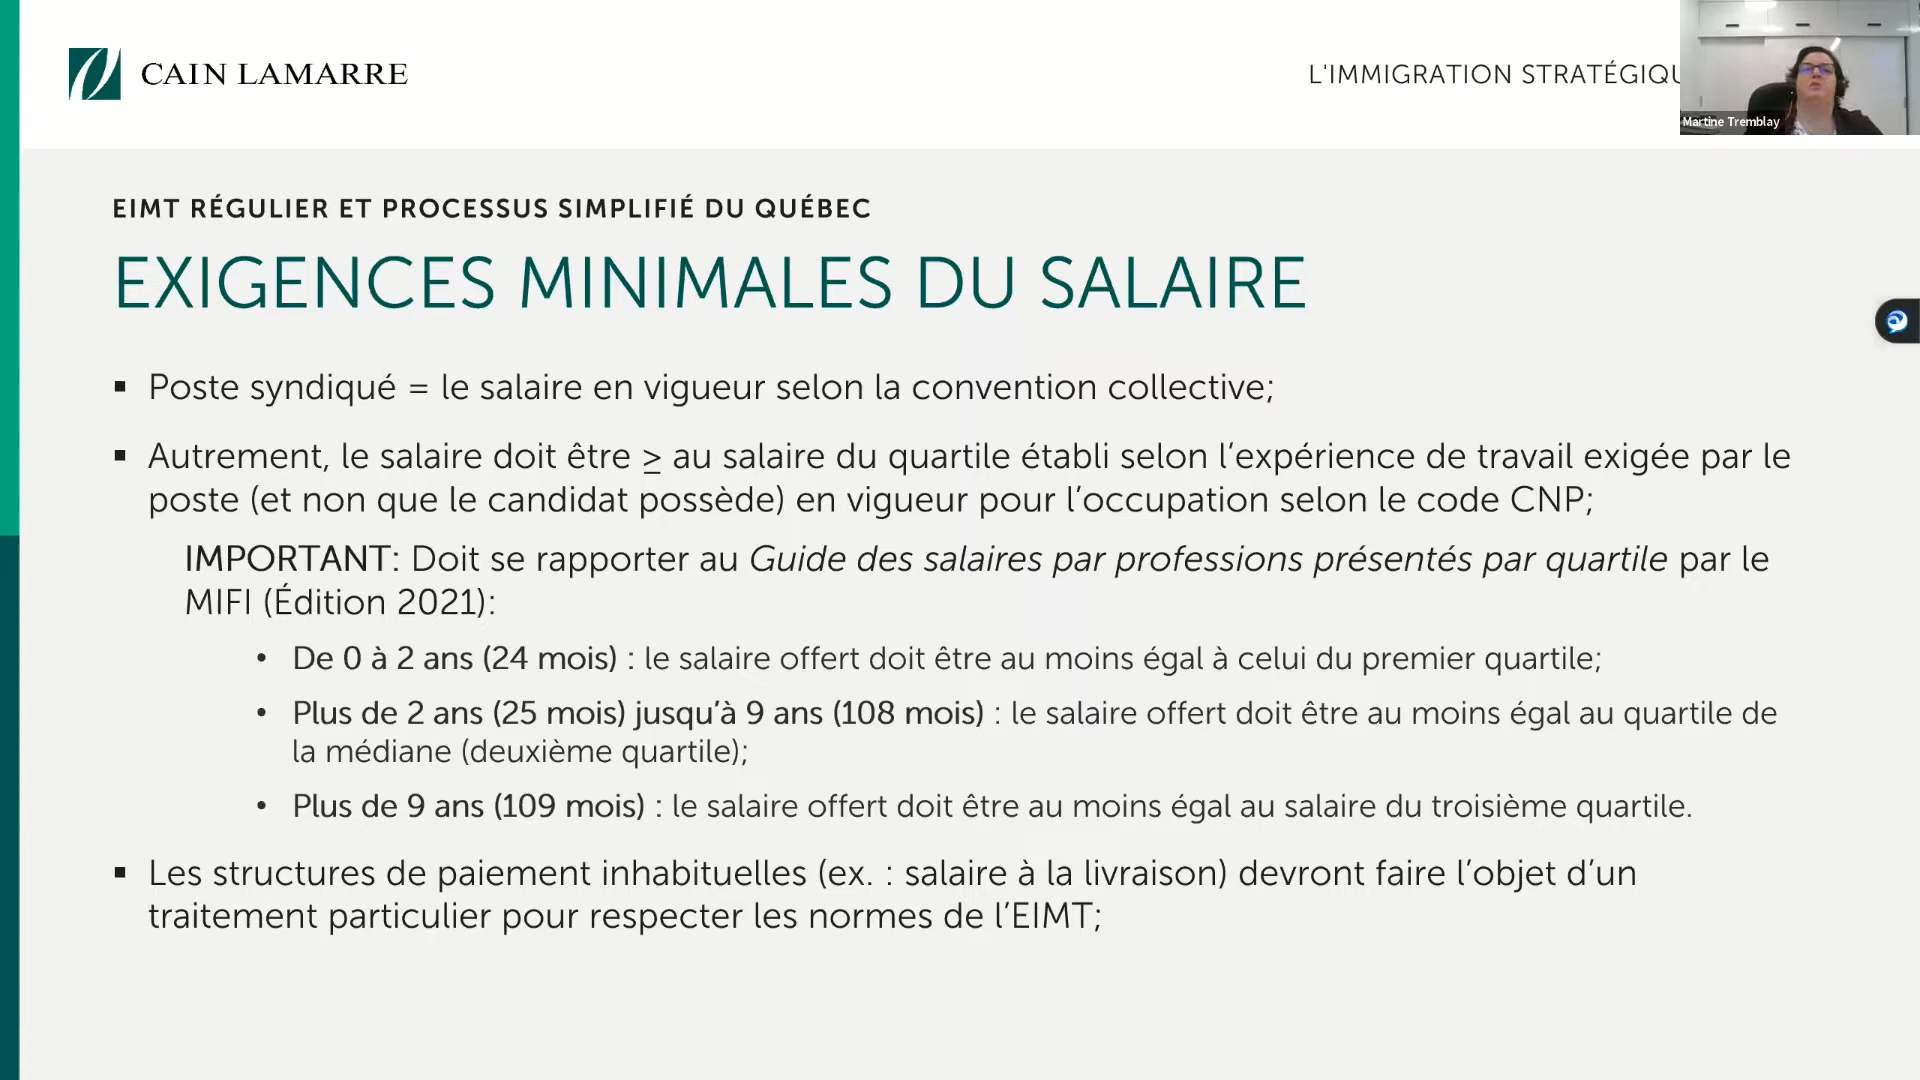 CAIN LAMARRE
L'IMMIGRATION STRATÉGIQU
Martine Tremblay
EIMT RÉGULIER ET PROCESSUS SIMPLIFIÉ DU QUÉBEC
EXIGENCES MINIMALES DU SALAIRE
▪ Poste syndiqué = le salaire en vigueur selon la convention collective;
▪ Autrement, le salaire doit être ≥ au salaire du quartile établi selon l’expérience de travail exigée par le
poste (et non que le candidat possède) en vigueur pour l’occupation selon le code CNP;
IMPORTANT: Doit se rapporter au Guide des salaires par professions présentés par quartile par le
MIFI (Édition 2021):
• De 0 à 2 ans (24 mois) : le salaire offert doit être au moins égal à celui du premier quartile;
• Plus de 2 ans (25 mois) jusqu’à 9 ans (108 mois) : le salaire offert doit être au moins égal au quartile de
la médiane (deuxième quartile);
• Plus de 9 ans (109 mois) : le salaire offert doit être au moins égal au salaire du troisième quartile.
▪ Les structures de paiement inhabituelles (ex. : salaire à la livraison) devront faire l’objet d’un
traitement particulier pour respecter les normes de l’EIMT;